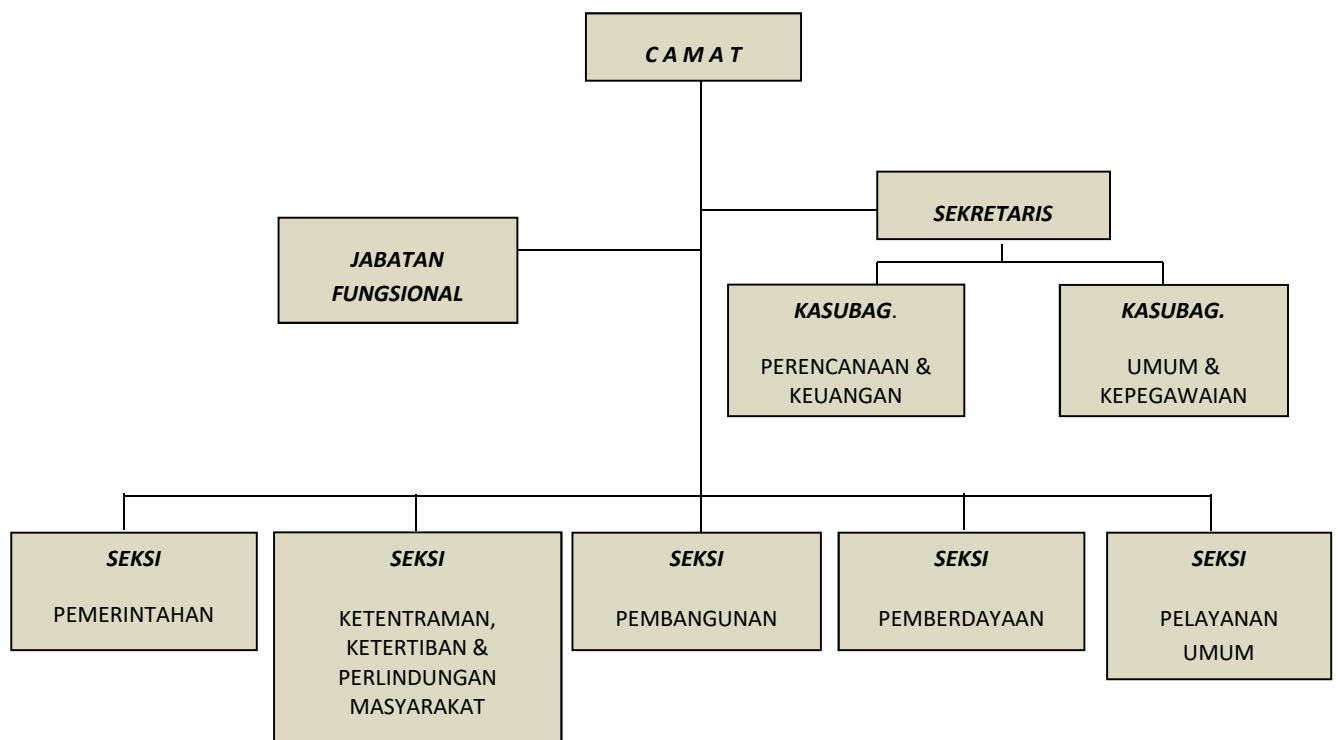 C A M A T
SEKRETARIS
JABATAN
FUNGSIONAL
KASUBAG.
PERENCANAAN &
KEUANGAN
KASUBAG.
UMUM &
KEPEGAWAIAN
SEKSI
PEMERINTAHAN
SEKSI
KETENTRAMAN,
KETERTIBAN &
PERLINDUNGAN
MASYARAKAT
SEKSI
PEMBANGUNAN
SEKSI
PEMBERDAYAAN
SEKSI
PELAYANAN
UMUM